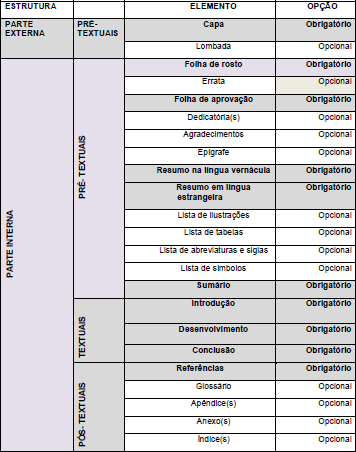 ESTRUTURA ELEMENTO OPÇÃO
PARTE EXTERNA PRÉ-TEXTUAIS Capa Obrigatório
Lombada Opcional
PARTE INTERNA PRÉ- TEXTUAIS Folha de rosto Obrigatório
Errata Opcional
Folha de aprovação Obrigatório
Dedicatória(s) Opcional
Agradecimentos Opcional
Epígrafe Opcional
Resumo na língua vernácula Obrigatório
Resumo em língua estrangeira Obrigatório
Lista de ilustrações Opcional
Lista de tabelas Opcional
Lista de abreviaturas e siglas Opcional
Lista de símbolos Opcional
Sumário Obrigatório
TEXTUAIS Introdução Obrigatório
Desenvolvimento Obrigatório
Conclusão Obrigatório
PÓS- TEXTUAIS Referências Obrigatório
Glossário Opcional
Apêndice(s) Opcional
Anexo(s) Opcional
Índice(s) Opcional